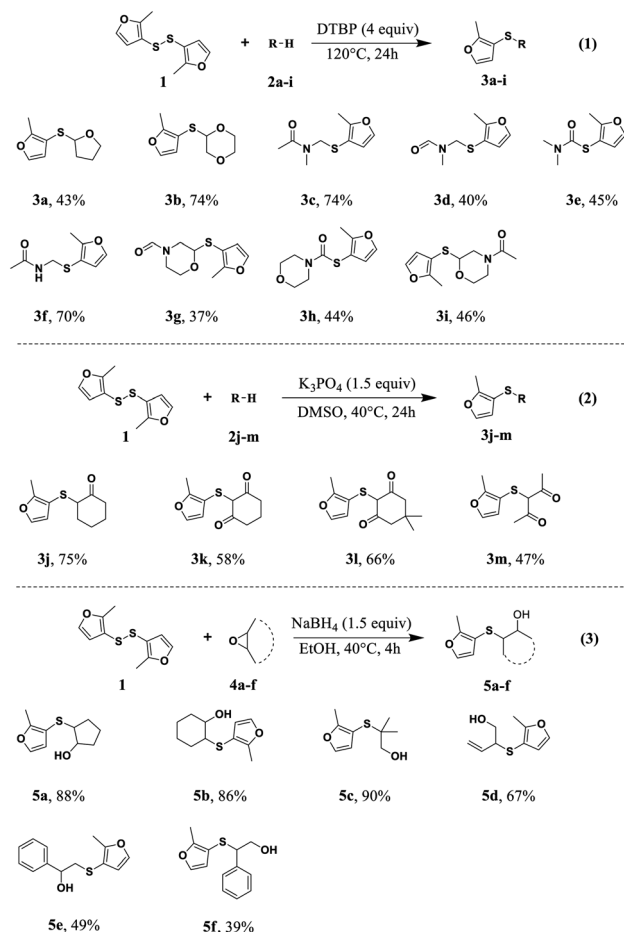 1 + R-H 2a-i DTBP (4 equiv) 120°C, 24h 3a-i (1)
3a, 43% 3b, 74% 3c, 74% 3d, 40% 3e, 45%
3f, 70% 3g, 37% 3h, 44% 3i, 46%
1 + R-H 2j-m K₃PO₄ (1.5 equiv) DMSO, 40°C, 24h 3j-m (2)
3j, 75% 3k, 58% 3l, 66% 3m, 47%
1 + 4a-f NaBH₄ (1.5 equiv) EtOH, 40°C, 4h 5a-f (3)
5a, 88% 5b, 86% 5c, 90% 5d, 67%
5e, 49% 5f, 39%